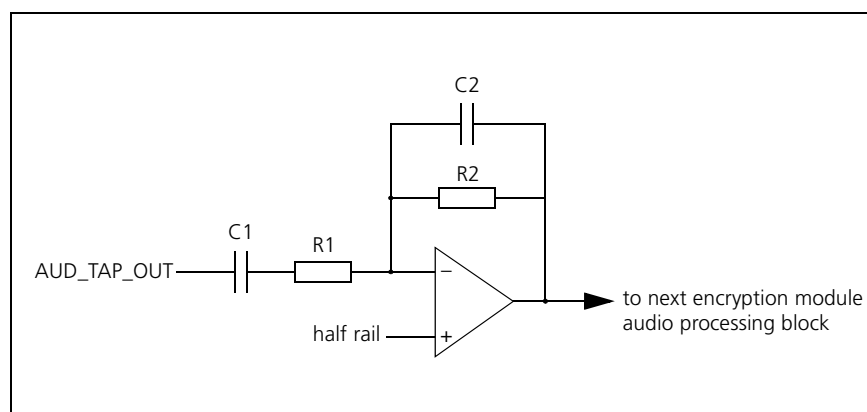 C2
R2
C1
R1
AUD_TAP_OUT
−
half rail
+
to next encryption module
audio processing block